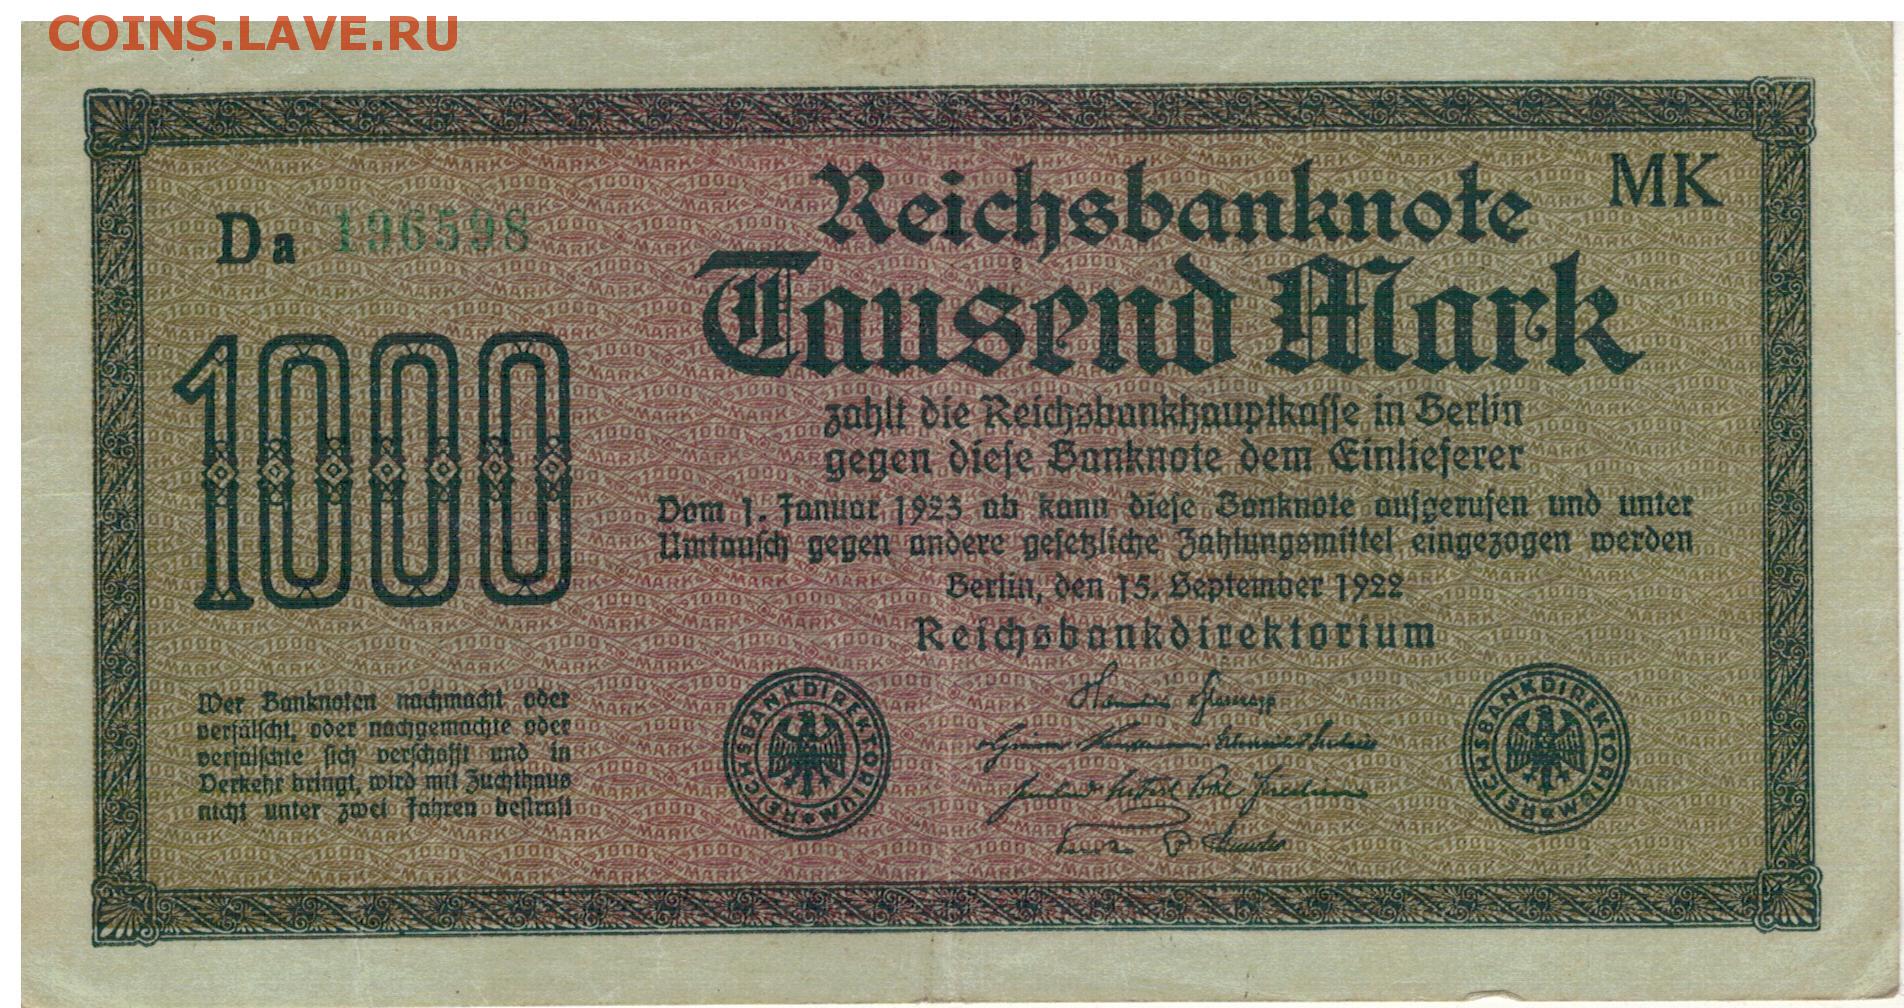 COINS.LAVE.RU
Reichsbanknote
MK
Da 196598
Tausend Mark
1000
zahlt die Reichsbankhauptkasse in Berlin
gegen diese Banknote dem Einlieferer
Vom 1. Januar 1923 ab kann diese Banknote aufgerufen und unter
Umtausch gegen andere gesetzliche Zahlungsmittel eingezogen werden
Berlin, den 15. September 1922
Reichsbankdirektorium
Wer Banknoten nachmacht oder
verfälscht, oder nachgemachte oder
verfälschte sich verschafft und in
Verkehr bringt, wird mit Zuchthaus
nicht unter zwei Jahren bestraft
REICHSBANKDIREKTORIUM
REICHSBANKDIREKTORIUM